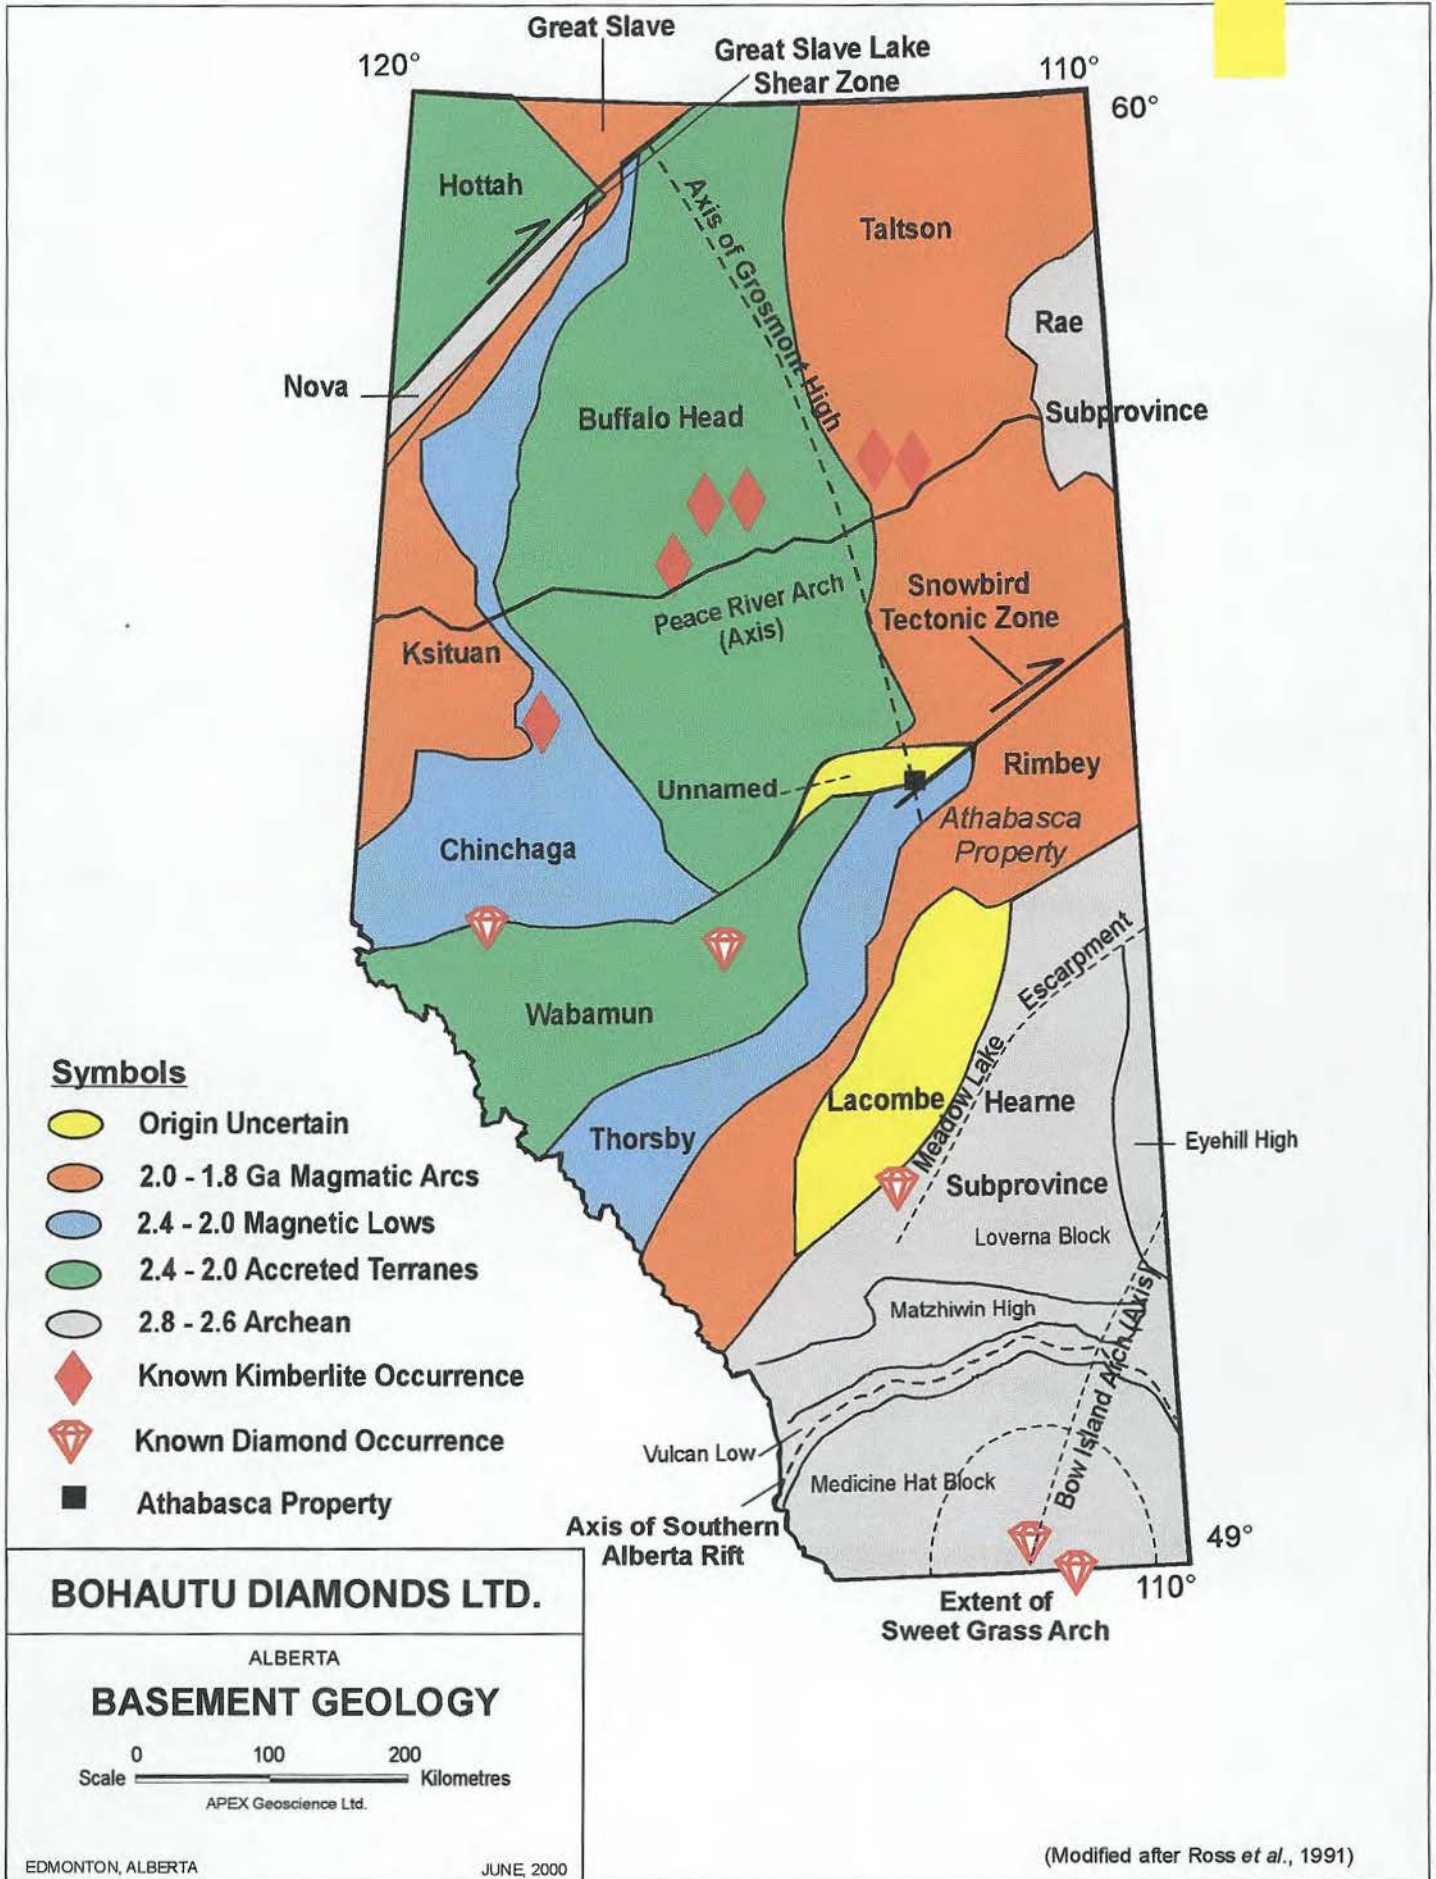 Great Slave
Great Slave Lake
Shear Zone
120°
110°
60°
Hottah
Axis of Grosmont High
Taltson
Rae
Nova
Subprovince
Buffalo Head
Snowbird
Tectonic Zone
Peace River Arch
(Axis)
Ksituan
Rimbey
Unnamed
Athabasca
Property
Chinchaga
Escarpment
Wabamun
Meadow Lake
Lacombe
Hearne
Thorsby
Eyehill High
Subprovince
Loverna Block
Matzhiwin High
Bow Island Arch (Axis)
Vulcan Low
Medicine Hat Block
Axis of Southern
Alberta Rift
49°
110°
Extent of
Sweet Grass Arch
Symbols
Origin Uncertain
2.0 - 1.8 Ga Magmatic Arcs
2.4 - 2.0 Magnetic Lows
2.4 - 2.0 Accreted Terranes
2.8 - 2.6 Archean
Known Kimberlite Occurrence
Known Diamond Occurrence
Athabasca Property
BOHAUTU DIAMONDS LTD.
ALBERTA
BASEMENT GEOLOGY
0 100 200
Scale Kilometres
APEX Geoscience Ltd.
EDMONTON, ALBERTA JUNE, 2000
(Modified after Ross et al., 1991)